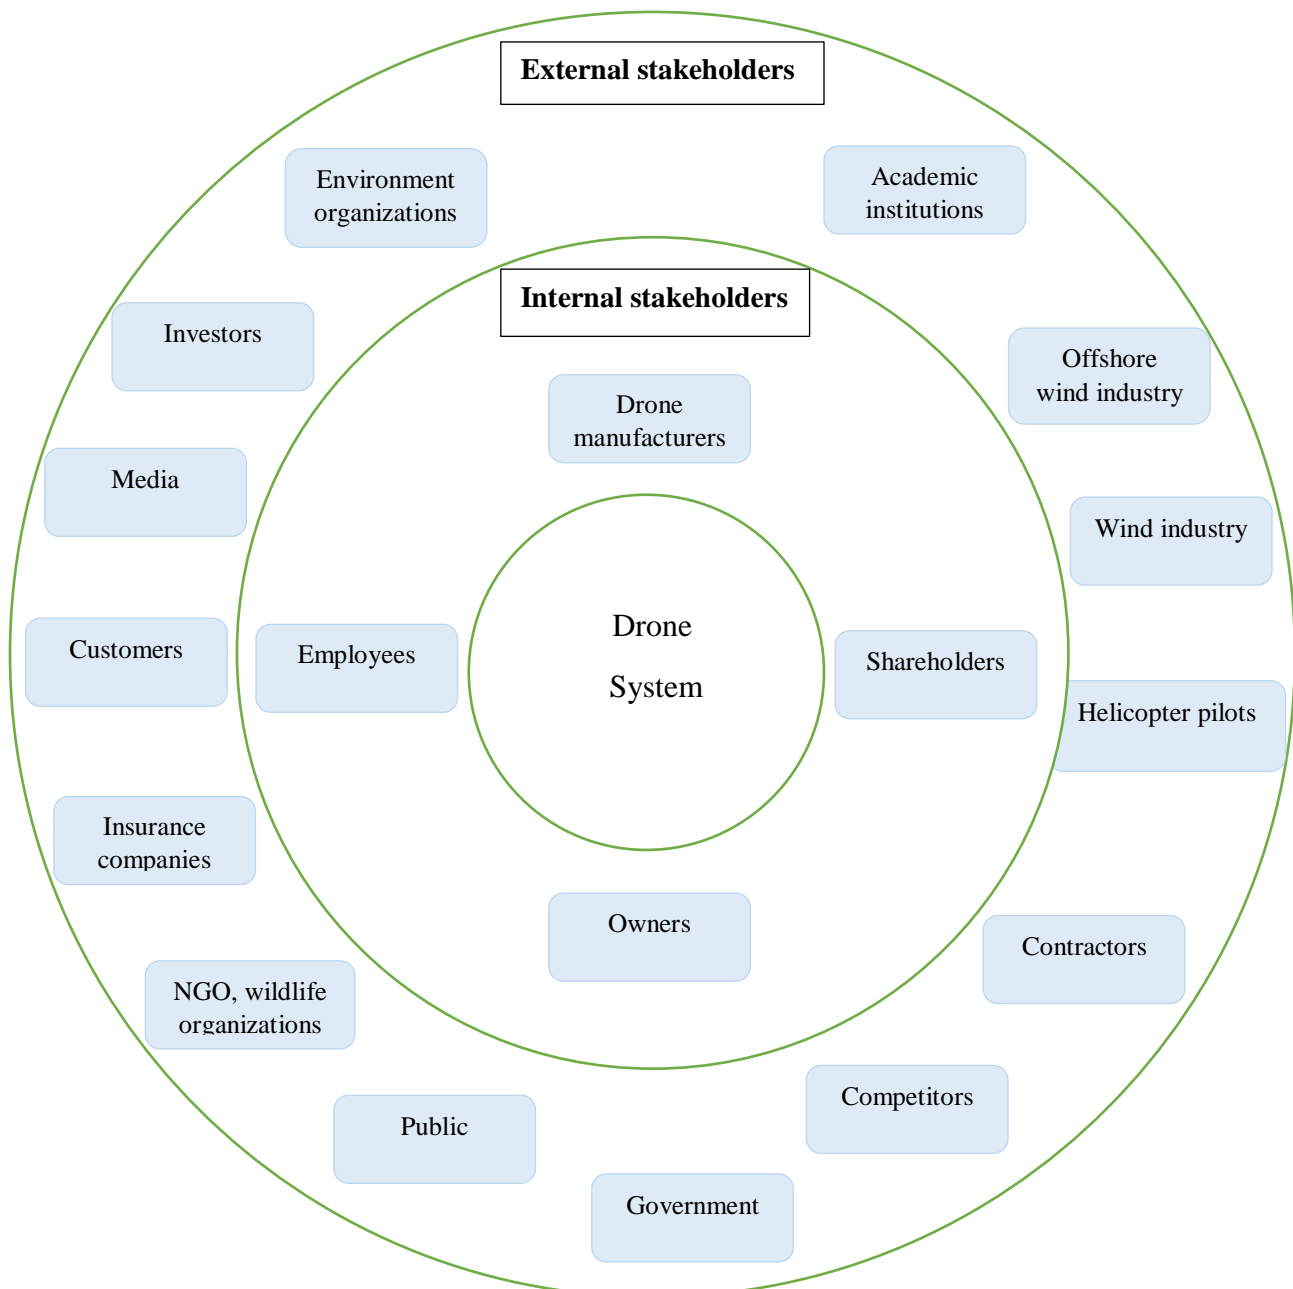 External stakeholders
Environment
organizations
Academic
institutions
Internal stakeholders
Investors
Offshore
wind industry
Drone
manufacturers
Media
Wind industry
Drone
System
Customers
Employees
Shareholders
Helicopter pilots
Insurance
companies
Owners
Contractors
NGO, wildlife
organizations
Competitors
Public
Government